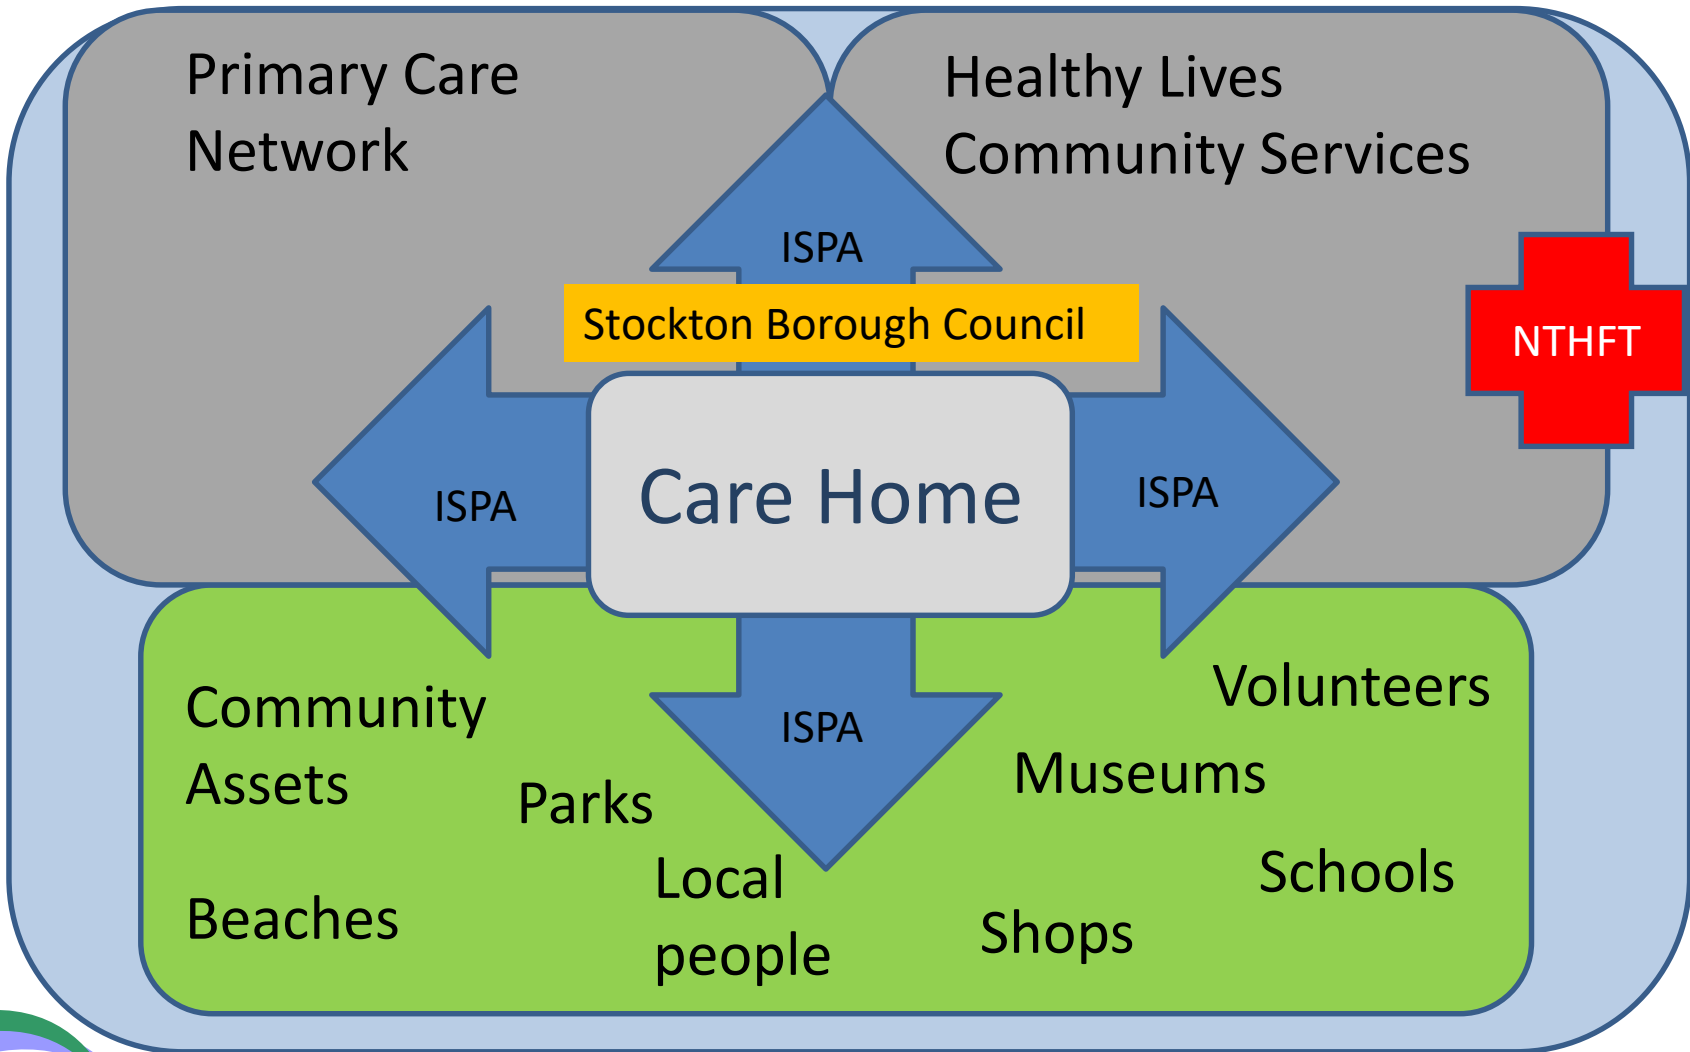 Primary Care
Network
Healthy Lives
Community Services
ISPA
Stockton Borough Council
NTHFT
ISPA
Care Home
ISPA
ISPA
Community
Assets
Parks
Beaches
Local
people
Volunteers
Museums
Schools
Shops